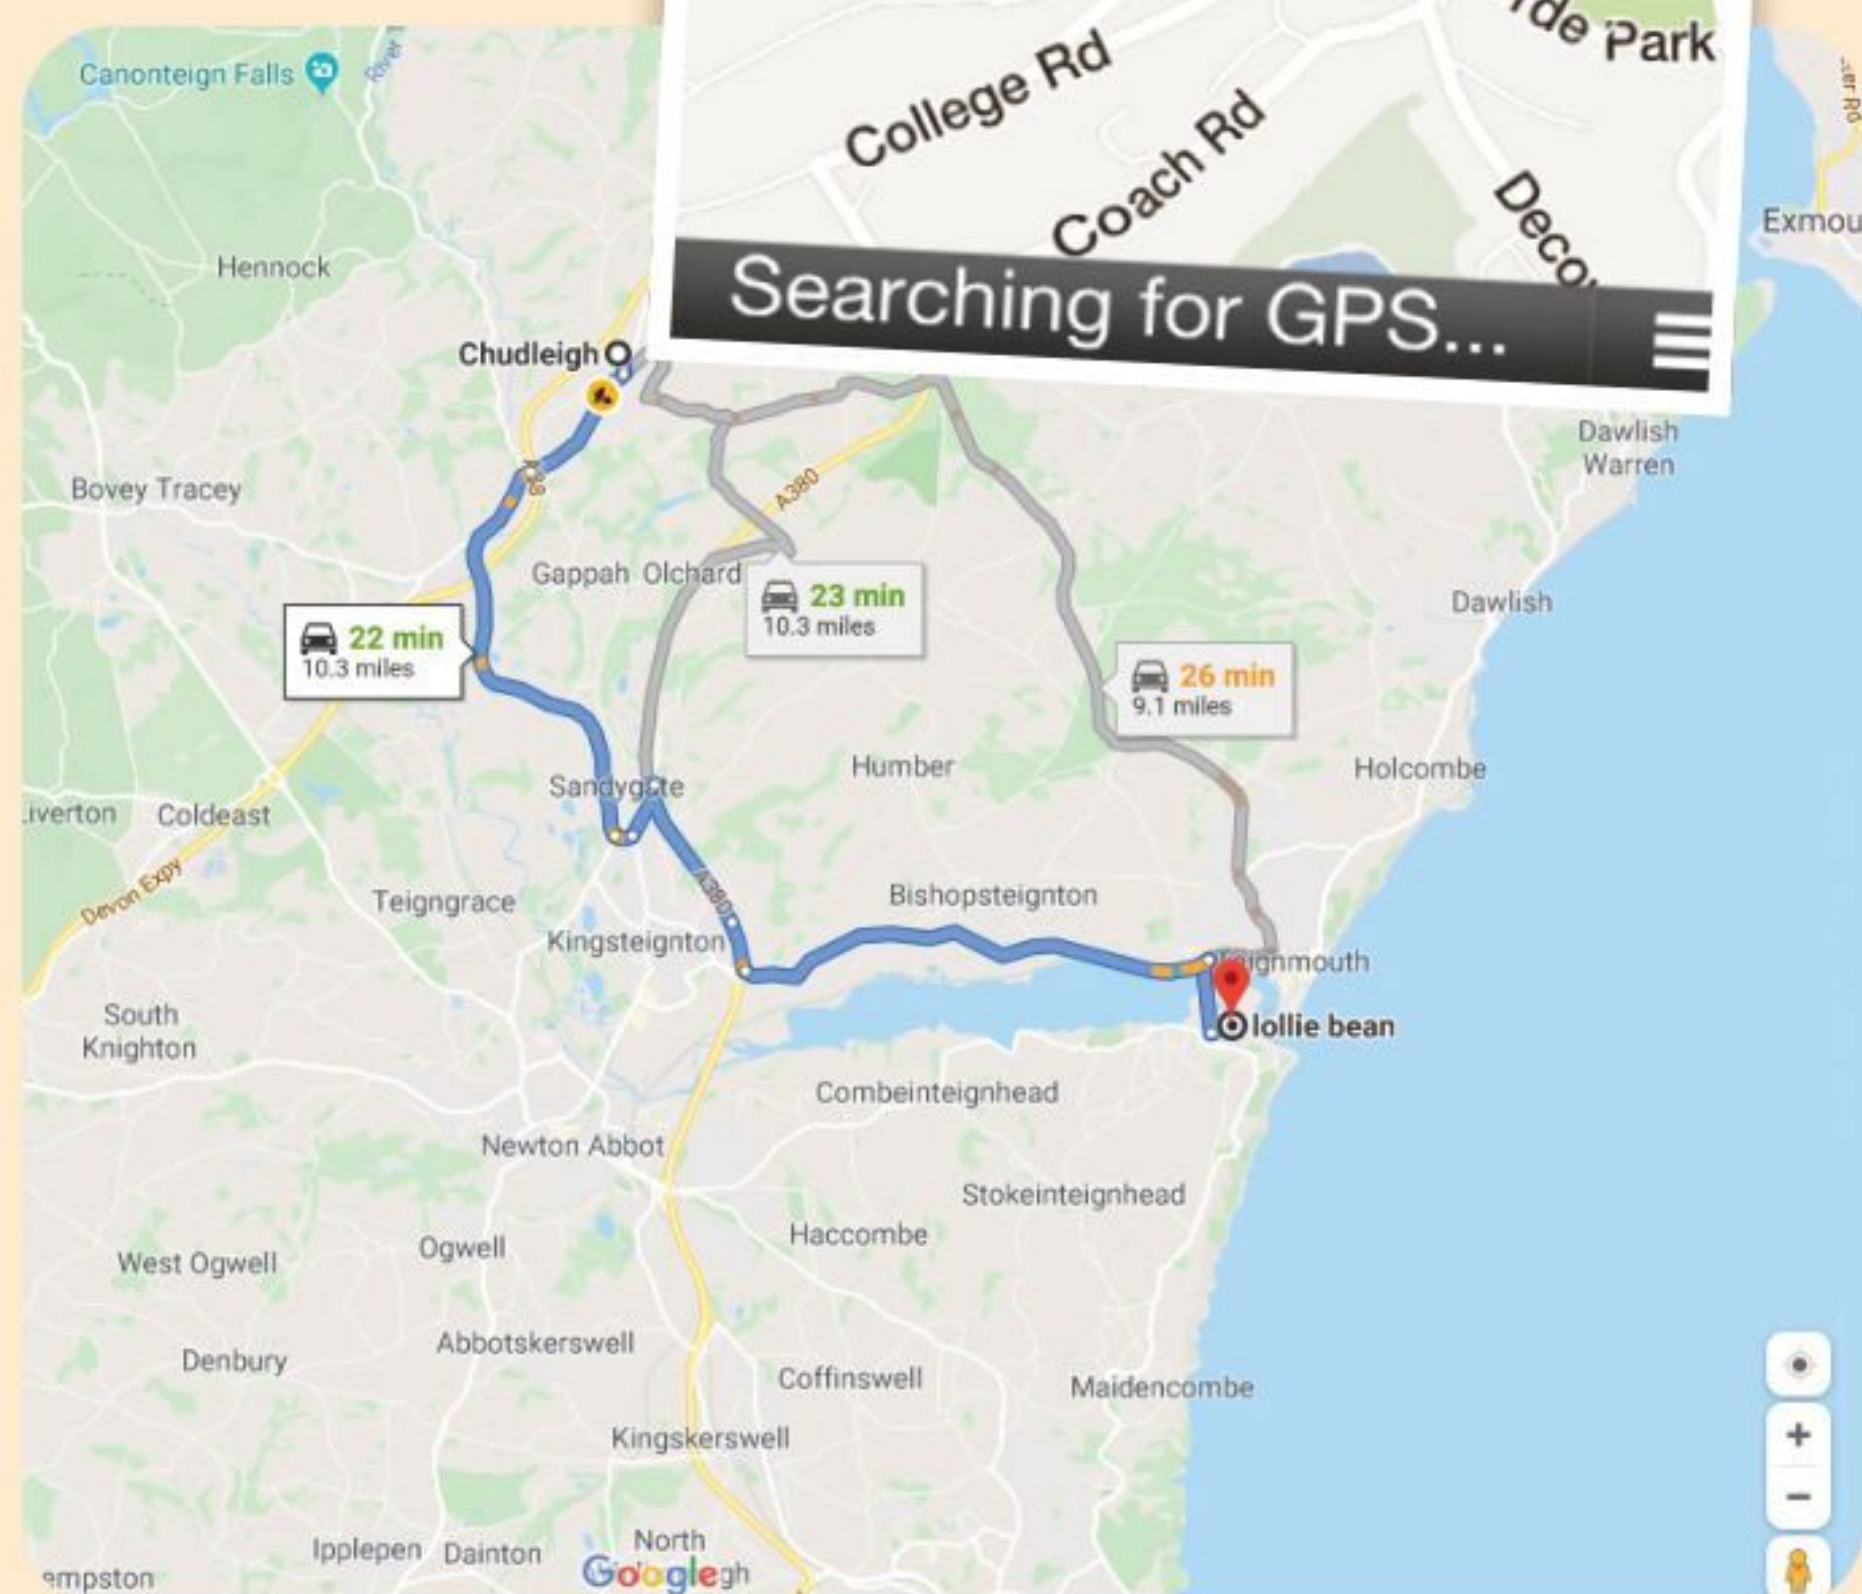 Canonteign Falls
River
College Rd
Coach Rd
Park
Searching for GPS...
Hennock
Chudleigh
Dawlish
Warren
Bovey Tracey
A380
Gappah
Olchard
23 min
10.3 miles
22 min
10.3 miles
Dawlish
26 min
9.1 miles
Sandygate
Humber
Holcombe
Coldeast
Devon Expy
Teigngrace
A380
Bishopsteignton
Kingsteignton
Teignmouth
lollie bean
South
Knighton
Combeinteignhead
Newton Abbot
Stokeinteignhead
Haccombe
Ogwell
West Ogwell
Abbotskerswell
Denbury
Coffinswell
Maidencombe
Kingskerswell
Ipplepen
Dainton
North
Google